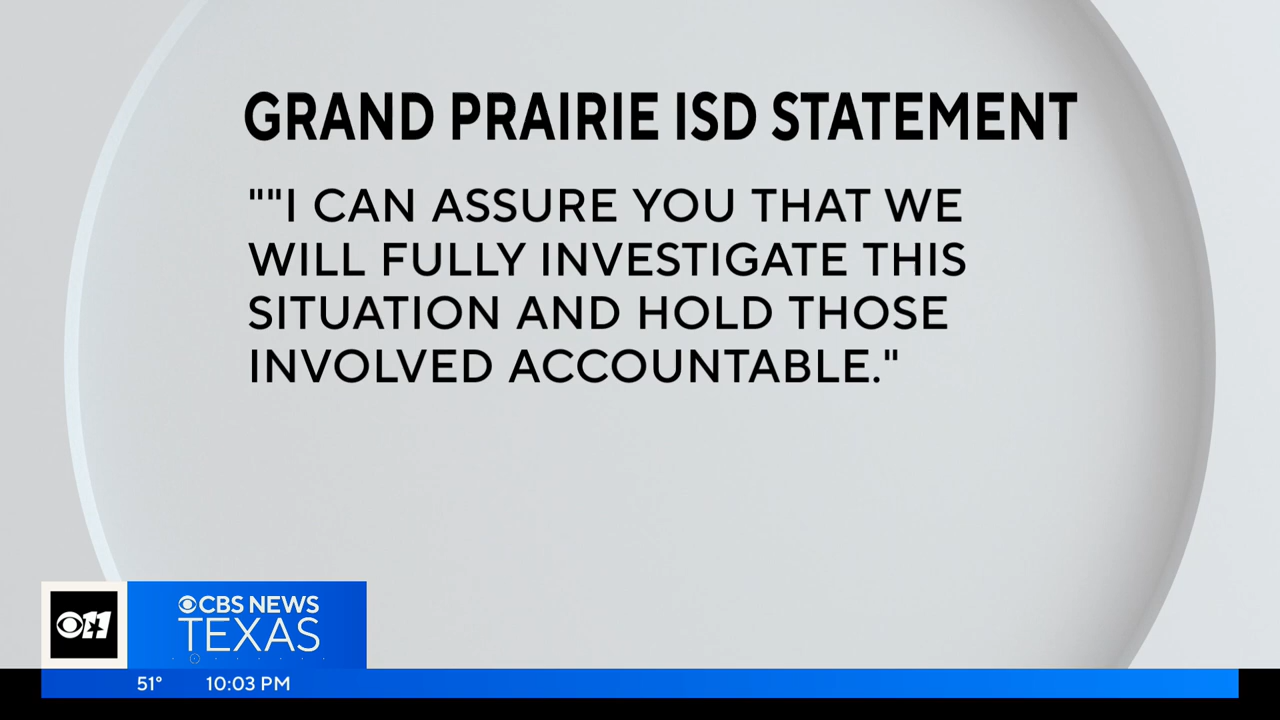 GRAND PRAIRIE ISD STATEMENT
""I CAN ASSURE YOU THAT WE
WILL FULLY INVESTIGATE THIS
SITUATION AND HOLD THOSE
INVOLVED ACCOUNTABLE."
11
CBS NEWS
TEXAS
51° 10:03 PM